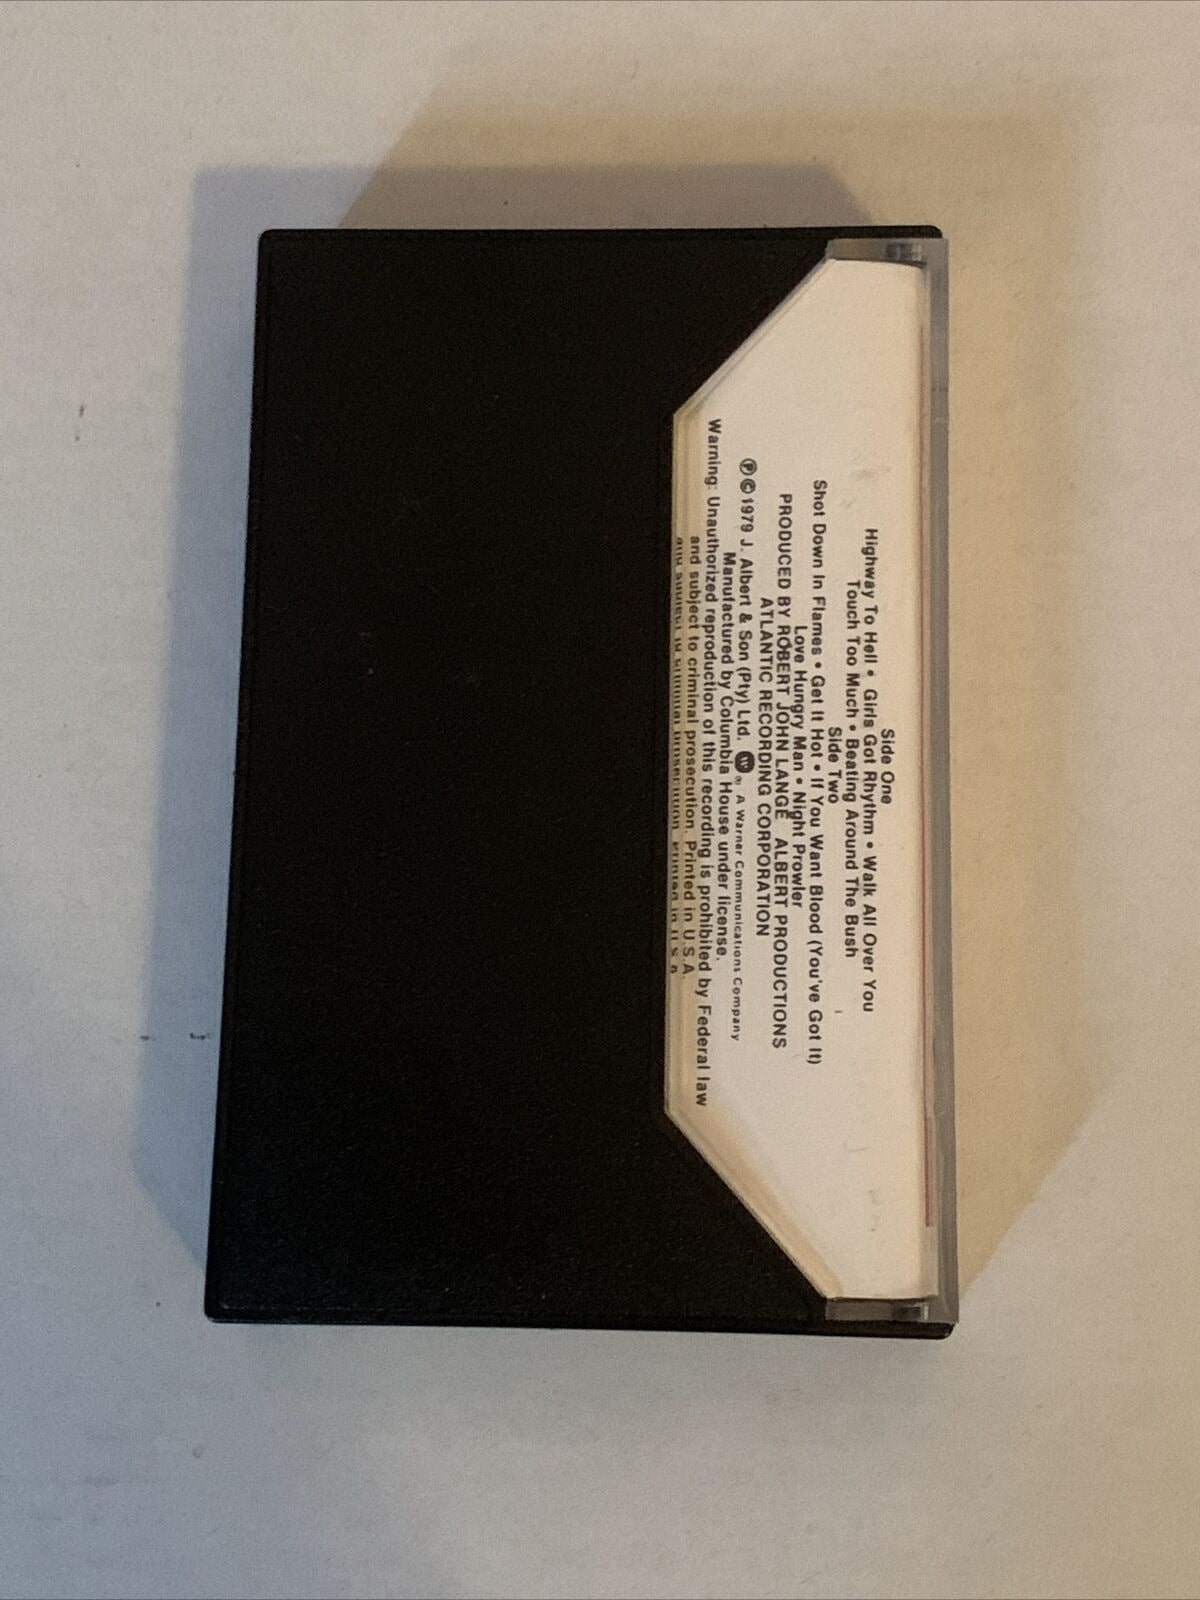 Side One
Highway To Hell • Girls Got Rhythm • Walk All Over You
Touch Too Much • Beating Around The Bush
Side Two
Shot Down In Flames • Get It Hot • If You Want Blood (You've Got It)
Love Hungry Man • Night Prowler
PRODUCED BY ROBERT JOHN LANGE ALBERT PRODUCTIONS
ATLANTIC RECORDING CORPORATION
Ⓟ©1979 J. Albert & Son (Pty) Ltd. W ® A Warner Communications Company
Manufactured by Columbia House under license.
Warning: Unauthorized reproduction of this recording is prohibited by Federal law
and subject to criminal prosecution. Printed in U.S.A.